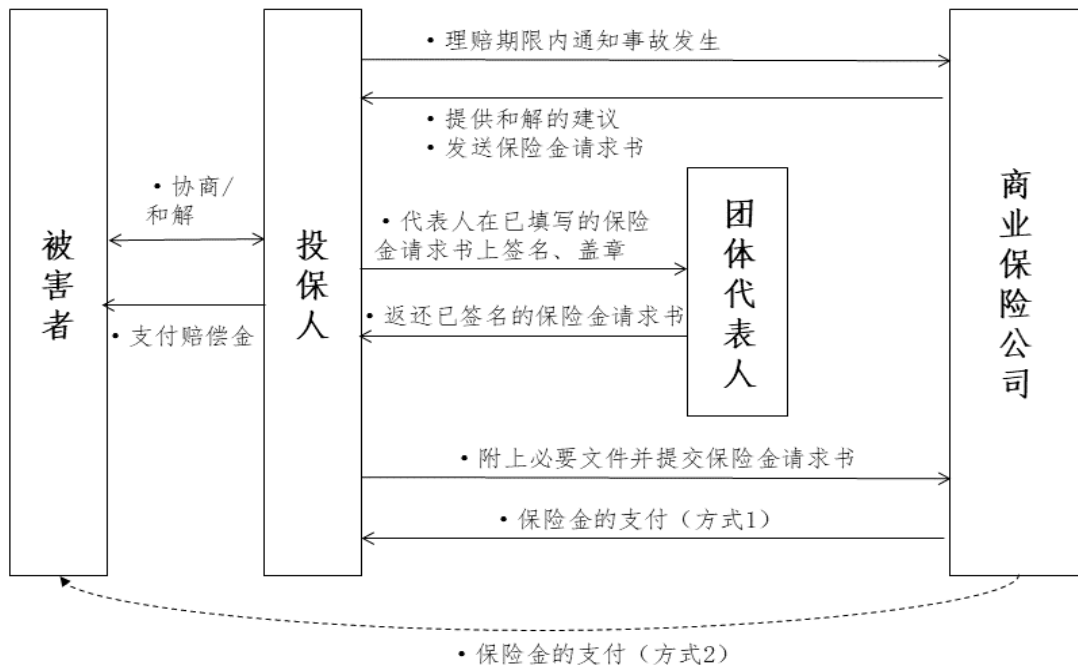 • 理赔期限内通知事故发生
• 提供和解的建议
• 发送保险金请求书
• 协商/
和解
• 代表人在已填写的保险
金请求书上签名、盖章
被害者
投保人
团体代表人
商业保险公司
• 返还已签名的保险金请求书
• 支付赔偿金
• 附上必要文件并提交保险金请求书
• 保险金的支付（方式1）
• 保险金的支付（方式2）